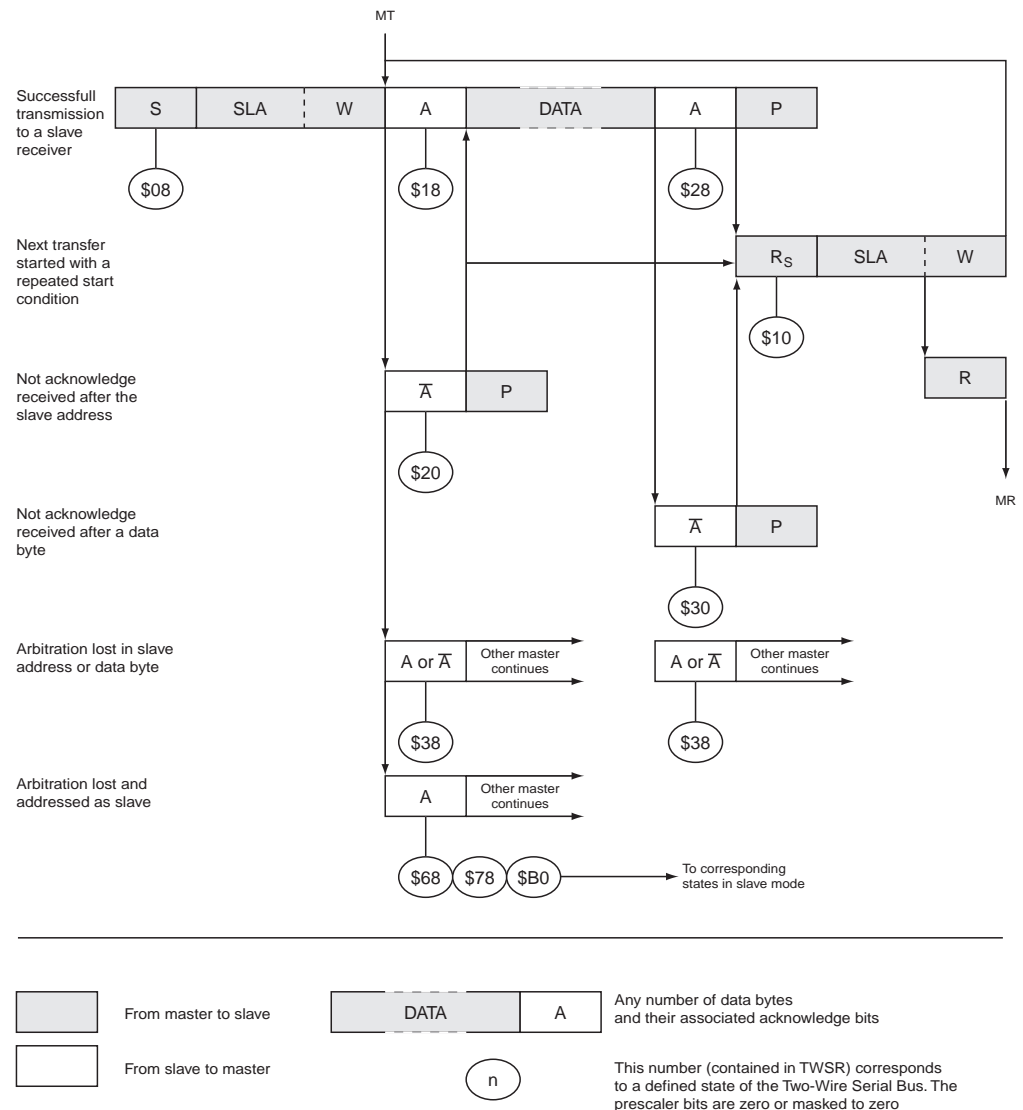 MT
Successfull
transmission
to a slave
receiver
S SLA W A DATA A P
$08 $18 $28
Next transfer
started with a
repeated start
condition
RS SLA W
$10
Not acknowledge
received after the
slave address
A̅ P
R
$20
MR
Not acknowledge
received after a data
byte
A̅ P
$30
Arbitration lost in slave
address or data byte
A or A̅ Other master
continues
A or A̅ Other master
continues
$38 $38
Arbitration lost and
addressed as slave
A Other master
continues
$68 $78 $B0
To corresponding
states in slave mode
From master to slave
DATA A
Any number of data bytes
and their associated acknowledge bits
From slave to master
n
This number (contained in TWSR) corresponds
to a defined state of the Two-Wire Serial Bus. The
prescaler bits are zero or masked to zero